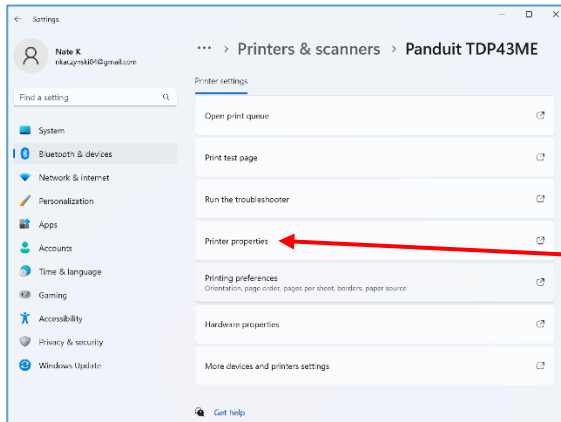 Settings
Nate K
nkaczynski04@gmail.com
Find a setting
System
Bluetooth & devices
Network & internet
Personalization
Apps
Accounts
Time & language
Gaming
Accessibility
Privacy & security
Windows Update
... > Printers & scanners > Panduit TDP43ME
Printer settings
Open print queue
Print test page
Run the troubleshooter
Printer properties
Printing preferences
Orientation, page order, pages per sheet, borders, paper source
Hardware properties
More devices and printers settings
Get help